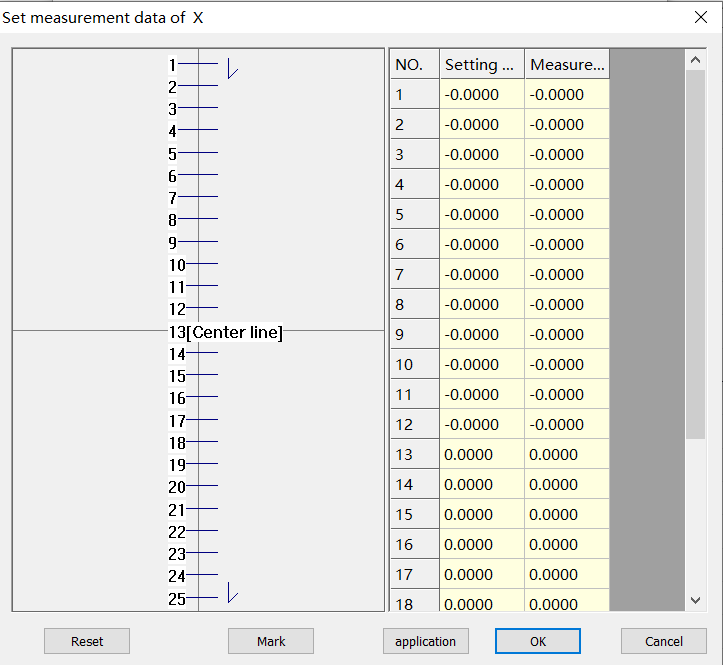 Set measurement data of X
1
2
3
4
5
6
7
8
9
10
11
12
13[Center line]
14
15
16
17
18
19
20
21
22
23
24
25
NO. Setting ... Measure...
1 -0.0000 -0.0000
2 -0.0000 -0.0000
3 -0.0000 -0.0000
4 -0.0000 -0.0000
5 -0.0000 -0.0000
6 -0.0000 -0.0000
7 -0.0000 -0.0000
8 -0.0000 -0.0000
9 -0.0000 -0.0000
10 -0.0000 -0.0000
11 -0.0000 -0.0000
12 -0.0000 -0.0000
13 0.0000 0.0000
14 0.0000 0.0000
15 0.0000 0.0000
16 0.0000 0.0000
17 0.0000 0.0000
18 0.0000 0.0000
Reset Mark application OK Cancel